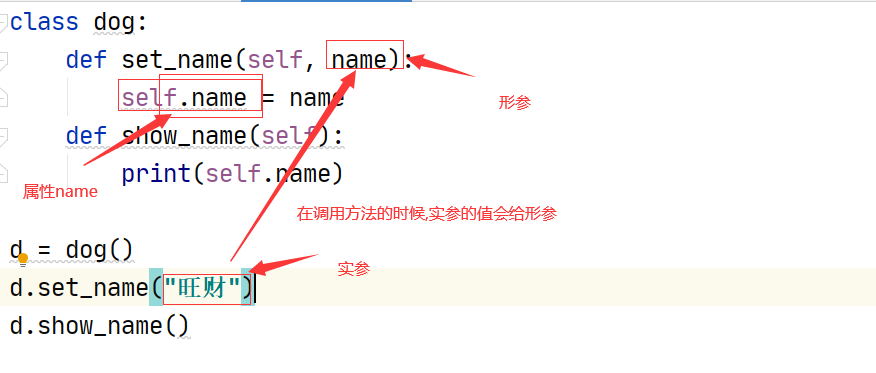 class dog:
def set_name(self, name):
形参
self.name = name
def show_name(self):
属性name
print(self.name)
在调用方法的时候,实参的值会给形参
d = dog()
实参
d.set_name("旺财")
d.show_name()